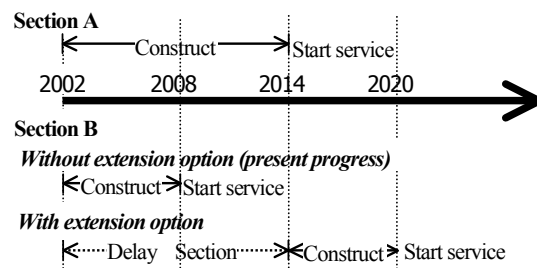 Section A
Construct Start service
2002 2008 2014 2020
Section B
Without extension option (present progress)
Construct Start service
With extension option
Delay Section Construct Start service